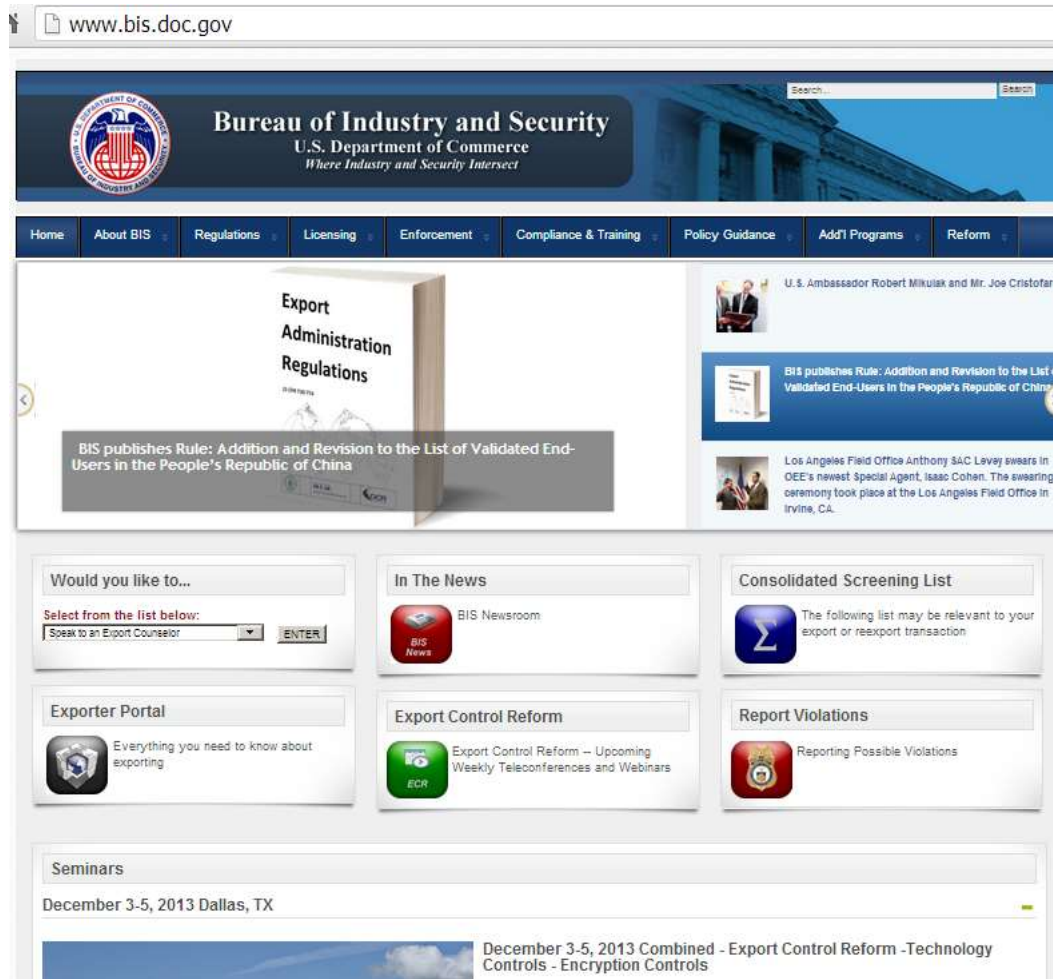 www.bis.doc.gov
Search...
Search
Bureau of Industry and Security
U.S. Department of Commerce
Where Industry and Security Intersect
U.S. DEPARTMENT OF COMMERCE
BUREAU OF INDUSTRY AND SECURITY
Home
About BIS
Regulations
Licensing
Enforcement
Compliance & Training
Policy Guidance
Add'l Programs
Reform
Export
Administration
Regulations
BIS publishes Rule: Addition and Revision to the List of Validated End-
Users in the People's Republic of China
U.S. Ambassador Robert Mikulak and Mr. Joe Cristofar
BIS publishes Rule: Addition and Revision to the List
Validated End-Users in the People's Republic of China
Los Angeles Field Office Anthony SAC Levey swears in
OEE's newest Special Agent, Isaac Cohen. The swearing
ceremony took place at the Los Angeles Field Office in
Irvine, CA.
Would you like to...
Select from the list below:
Speak to an Export Counselor
ENTER
In The News
BIS Newsroom
BIS
News
Consolidated Screening List
The following list may be relevant to your
export or reexport transaction
Exporter Portal
Everything you need to know about
exporting
Export Control Reform
Export Control Reform -- Upcoming
Weekly Teleconferences and Webinars
ECR
Report Violations
Reporting Possible Violations
Seminars
December 3-5, 2013 Dallas, TX
December 3-5, 2013 Combined - Export Control Reform -Technology
Controls - Encryption Controls